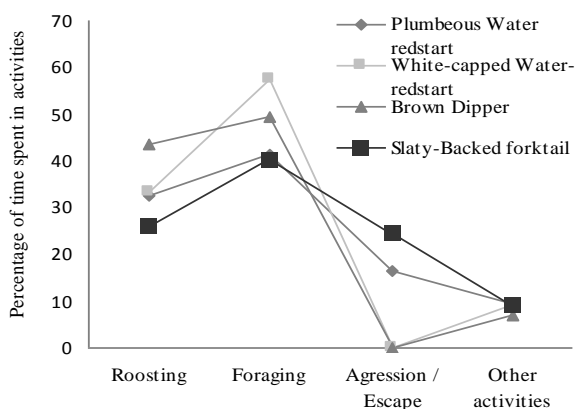 70
60
50
40
30
20
10
0
Percentage of time spent in activities
Plumbeous Water
redstart
White-capped Water-
redstart
Brown Dipper
Slaty-Backed forktail
Roosting
Foraging
Agression /
Escape
Other
activities